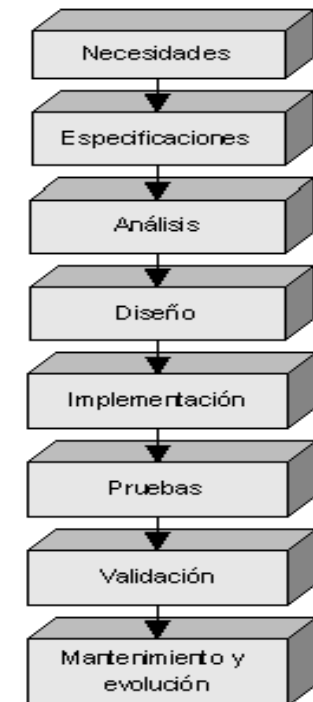 Necesidades
Especificaciones
Análisis
Diseño
Implementación
Pruebas
Validación
Mantenimiento y
evolución